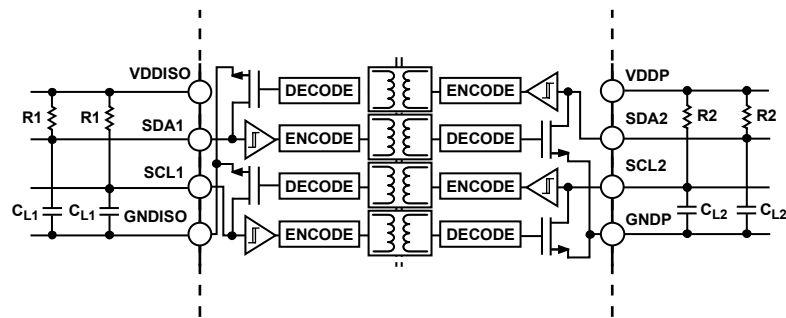 VDDISO
R1
R1
SDA1
SCL1
CL1
CL1
GNDISO
DECODE
ENCODE
ENCODE
DECODE
DECODE
ENCODE
ENCODE
DECODE
VDDP
SDA2
R2
R2
SCL2
GNDP
CL2
CL2